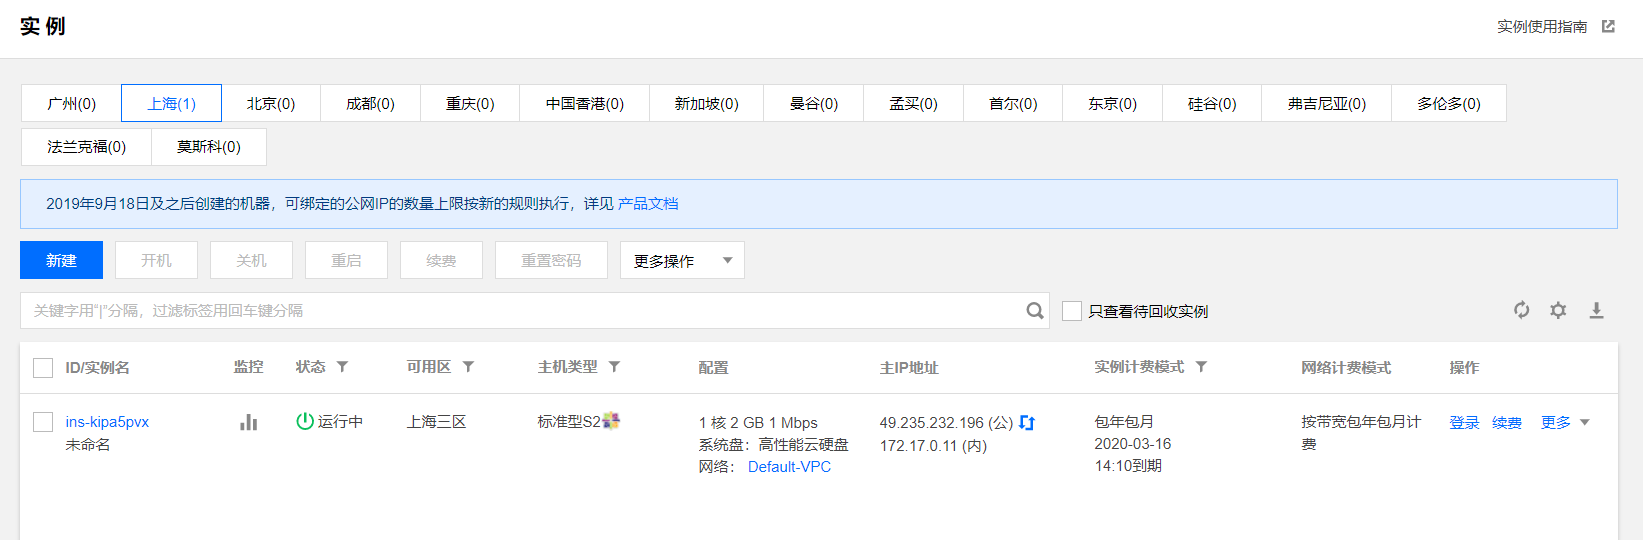 实例
实例使用指南
广州(0) 上海(1) 北京(0) 成都(0) 重庆(0) 中国香港(0) 新加坡(0) 曼谷(0) 孟买(0) 首尔(0) 东京(0) 硅谷(0) 弗吉尼亚(0) 多伦多(0)
法兰克福(0) 莫斯科(0)
2019年9月18日及之后创建的机器，可绑定的公网IP的数量上限按新的规则执行，详见 产品文档
新建 开机 关机 重启 续费 重置密码 更多操作
关键字用“|”分隔，过滤标签用回车键分隔 只查看待回收实例
ID/实例名 监控 状态 可用区 主机类型 配置 主IP地址 实例计费模式 网络计费模式 操作
ins-kipa5pvx
未命名
运行中
上海三区
标准型S2
1 核 2 GB 1 Mbps
系统盘：高性能云硬盘
网络： Default-VPC
49.235.232.196 (公)
172.17.0.11 (内)
包年包月
2020-03-16
14:10到期
按带宽包年包月计
费
登录 续费 更多